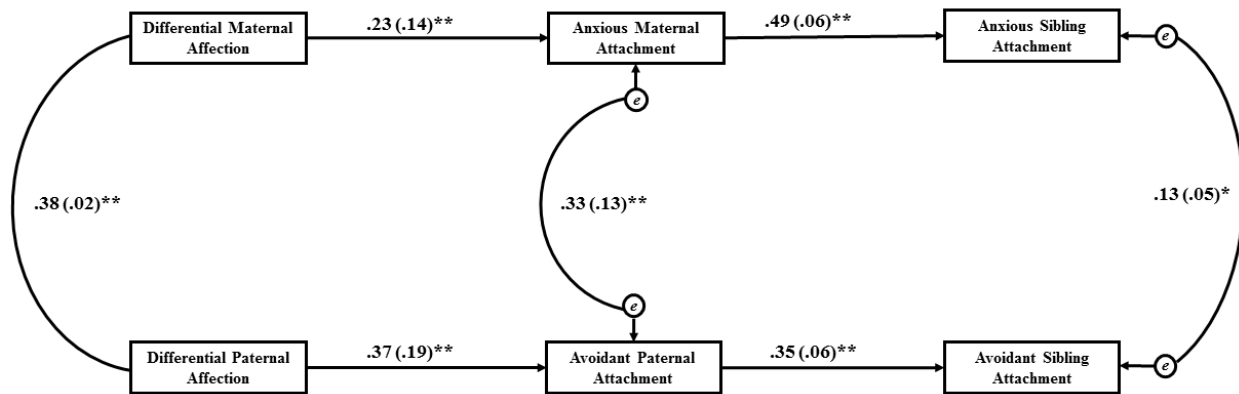 Differential Maternal
Affection
.23 (.14)**
Anxious Maternal
Attachment
.49 (.06)**
Anxious Sibling
Attachment
e
e
.38 (.02)**
.33 (.13)**
.13 (.05)*
e
Differential Paternal
Affection
.37 (.19)**
Avoidant Paternal
Attachment
.35 (.06)**
Avoidant Sibling
Attachment
e